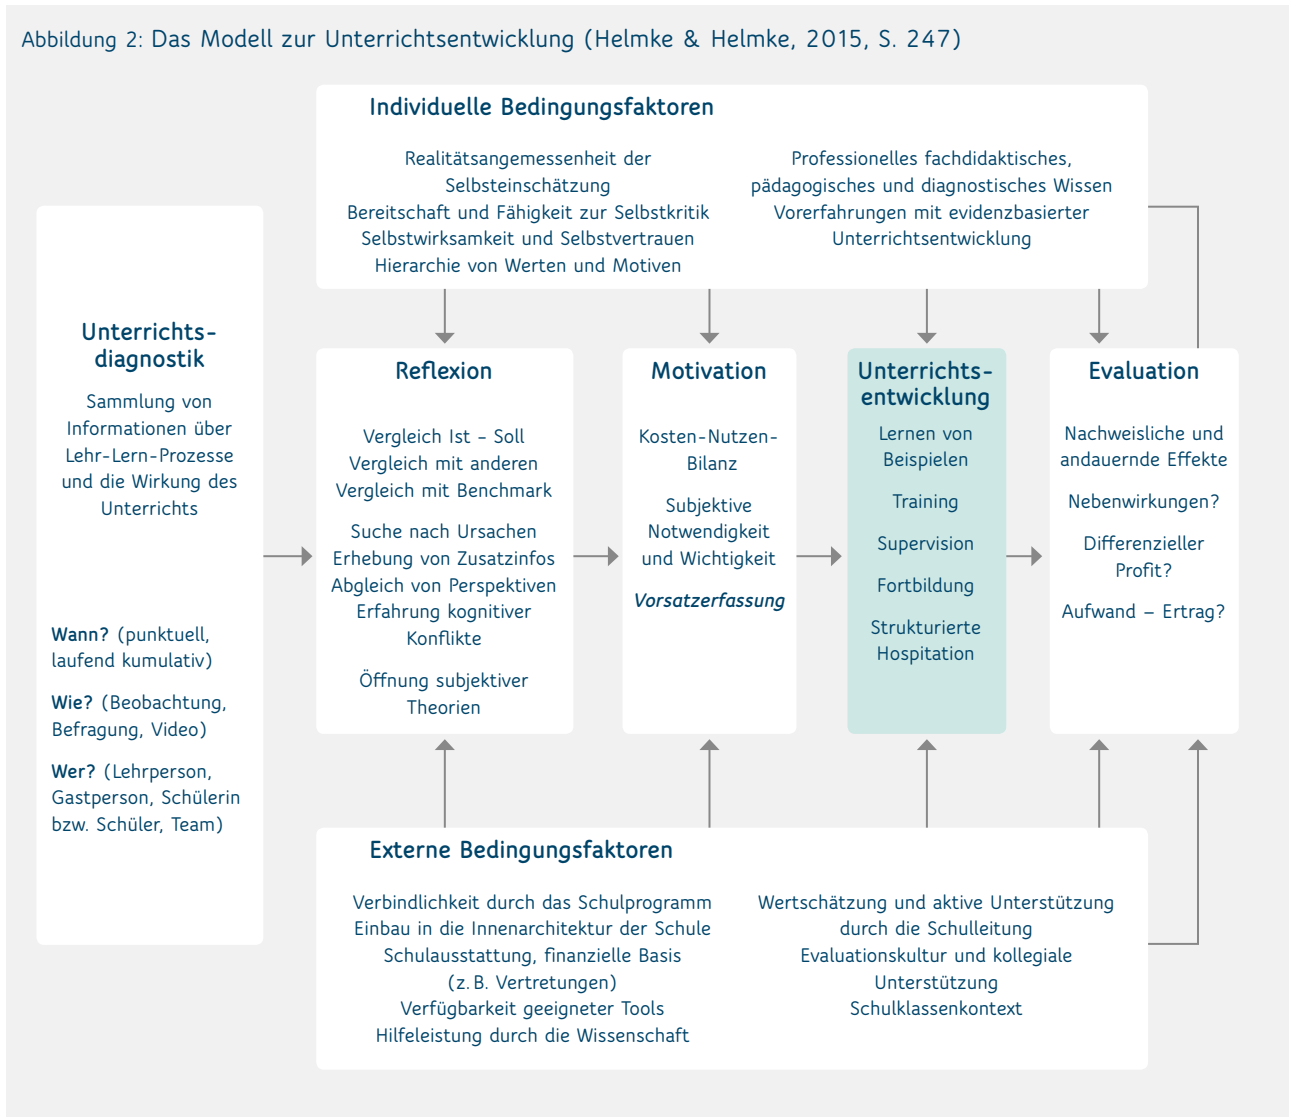 Abbildung 2: Das Modell zur Unterrichtsentwicklung (Helmke & Helmke, 2015, S. 247)
Individuelle Bedingungsfaktoren
Realitätsangemessenheit der
Selbsteinschätzung
Bereitschaft und Fähigkeit zur Selbstkritik
Selbstwirksamkeit und Selbstvertrauen
Hierarchie von Werten und Motiven
Professionelles fachdidaktisches,
pädagogisches und diagnostisches Wissen
Vorerfahrungen mit evidenzbasierter
Unterrichtsentwicklung
Unterrichts-
diagnostik
Sammlung von
Informationen über
Lehr-Lern-Prozesse
und die Wirkung des
Unterrichts
Wann? (punktuell,
laufend kumulativ)
Wie? (Beobachtung,
Befragung, Video)
Wer? (Lehrperson,
Gastperson, Schülerin
bzw. Schüler, Team)
Reflexion
Vergleich Ist – Soll
Vergleich mit anderen
Vergleich mit Benchmark
Suche nach Ursachen
Erhebung von Zusatzinfos
Abgleich von Perspektiven
Erfahrung kognitiver
Konflikte
Öffnung subjektiver
Theorien
Motivation
Kosten-Nutzen-
Bilanz
Subjektive
Notwendigkeit
und Wichtigkeit
Vorsatzerfassung
Unterrichts-
entwicklung
Lernen von
Beispielen
Training
Supervision
Fortbildung
Strukturierte
Hospitation
Evaluation
Nachweisliche und
andauernde Effekte
Nebenwirkungen?
Differenzieller
Profit?
Aufwand – Ertrag?
Externe Bedingungsfaktoren
Verbindlichkeit durch das Schulprogramm
Einbau in die Innenarchitektur der Schule
Schulausstattung, finanzielle Basis
(z. B. Vertretungen)
Verfügbarkeit geeigneter Tools
Hilfeleistung durch die Wissenschaft
Wertschätzung und aktive Unterstützung
durch die Schulleitung
Evaluationskultur und kollegiale
Unterstützung
Schulklassenkontext